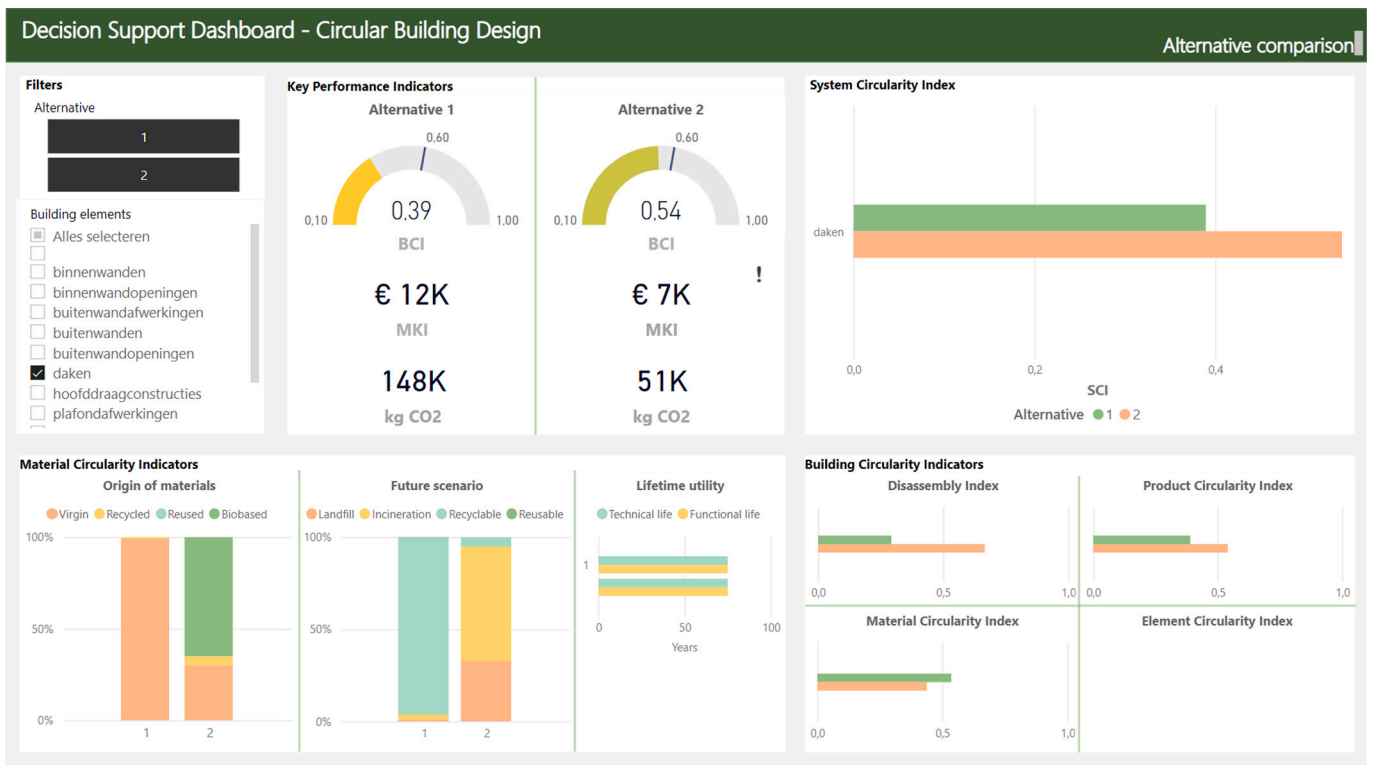 Decision Support Dashboard - Circular Building Design
Alternative comparison
Filters
Alternative
1
2
Building elements
Alles selecteren
binnenwanden
binnenwandopeningen
buitenwandafwerkingen
buitenwanden
buitenwandopeningen
daken
hoofddraagconstructies
plafondafwerkingen
Key Performance Indicators
Alternative 1
0,60
0,10
0,39
1,00
BCI
€ 12K
MKI
148K
kg CO2
Alternative 2
0,60
0,10
0,54
1,00
BCI
!
€ 7K
MKI
51K
kg CO2
System Circularity Index
daken
0,0 0,2 0,4
SCI
Alternative 1 2
Material Circularity Indicators
Origin of materials
Virgin Recycled Reused Biobased
100%
50%
0%
1 2
Future scenario
Landfill Incineration Recyclable Reusable
100%
50%
0%
1 2
Lifetime utility
Technical life Functional life
1
0 50 100
Years
Building Circularity Indicators
Disassembly Index
0,0 0,5 1,0
Product Circularity Index
0,0 0,5 1,0
Material Circularity Index
0,0 0,5 1,0
Element Circularity Index